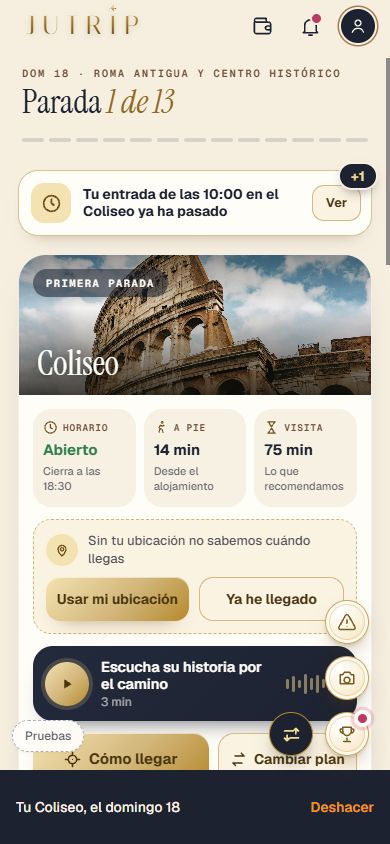 JUTRIP
DOM 18 · ROMA ANTIGUA Y CENTRO HISTÓRICO
Parada 1 de 13
+1
Tu entrada de las 10:00 en el
Coliseo ya ha pasado
Ver
PRIMERA PARADA
Coliseo
HORARIO
Abierto
Cierra a las
18:30
A PIE
14 min
Desde el
alojamiento
VISITA
75 min
Lo que
recomendamos
Sin tu ubicación no sabemos cuándo
llegas
Usar mi ubicación
Ya he llegado
Escucha su historia por
el camino
3 min
Pruebas
Cómo llegar
Cambiar plan
Tu Coliseo, el domingo 18
Deshacer